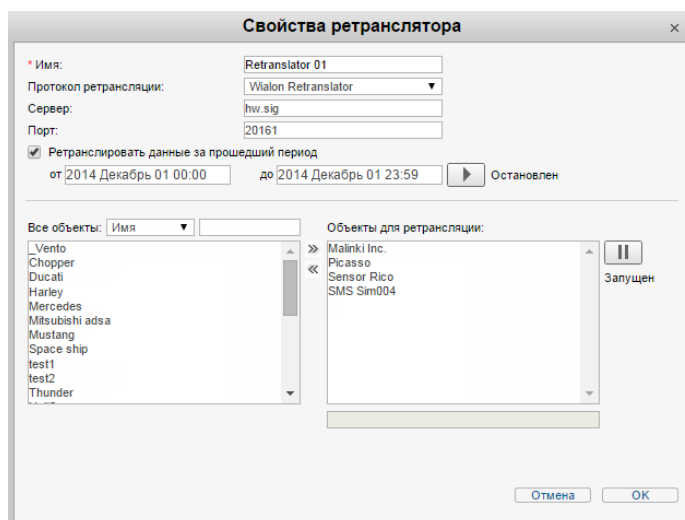 Свойства ретранслятора
* Имя: Retranslator 01
Протокол ретрансляции: Wialon Retranslator
Сервер: hw.sig
Порт: 20161
Ретранслировать данные за прошедший период
от 2014 Декабрь 01 00:00 до 2014 Декабрь 01 23:59 Остановлен
Все объекты: Имя
_Vento
Chopper
Ducati
Harley
Mercedes
Mitsubishi adsa
Mustang
Space ship
test1
test2
Thunder
Объекты для ретрансляции:
Malinki Inc.
Picasso
Sensor Rico
SMS Sim004
Запущен
Отмена OK